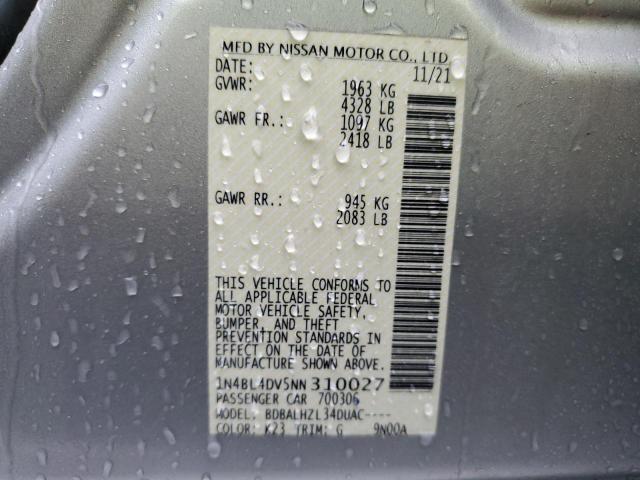 MFD BY NISSAN MOTOR CO., LTD
DATE: 11/21
GVWR: 1963 KG
4328 LB
GAWR FR.: 1097 KG
2418 LB
GAWR RR.: 945 KG
2083 LB
THIS VEHICLE CONFORMS TO
ALL APPLICABLE FEDERAL
MOTOR VEHICLE SAFETY,
BUMPER, AND THEFT
PREVENTION STANDARDS IN
EFFECT ON THE DATE OF
MANUFACTURE SHOWN ABOVE.
1N4BL4DV5NN310027
PASSENGER CAR 700306
MODEL: BDBALHZL34DUAC----
COLOR: K23 TRIM: G 9N00A